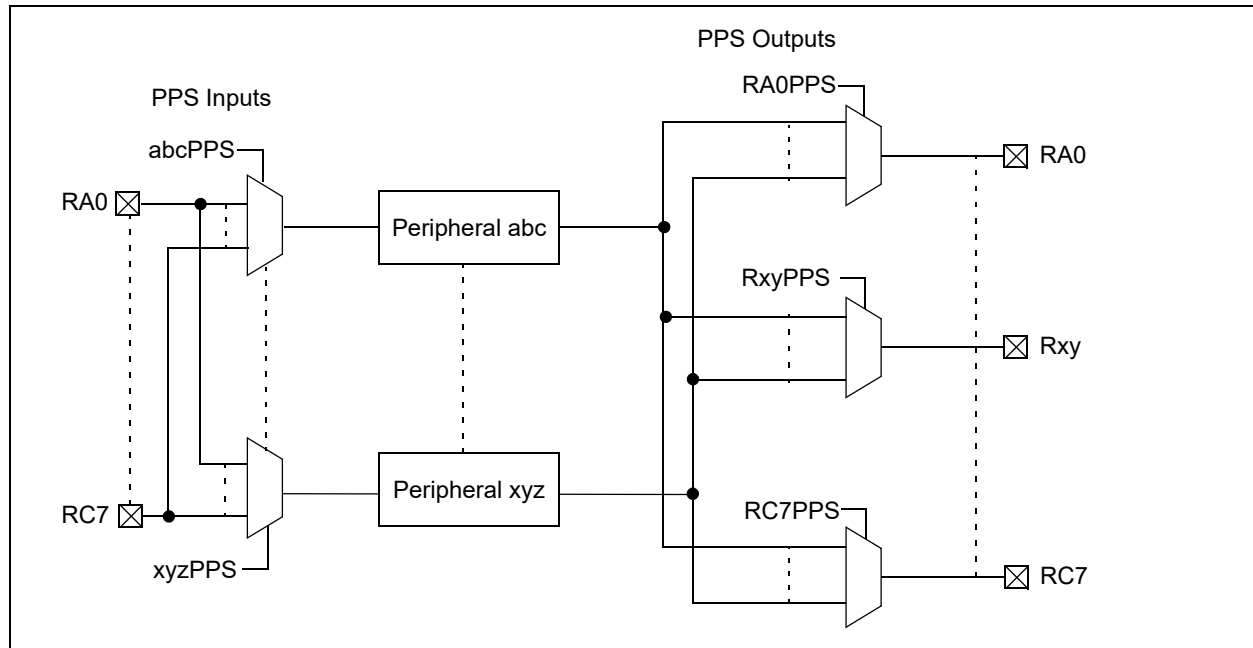 PPS Outputs
RA0PPS
PPS Inputs
abcPPS
RA0
RA0
Peripheral abc
RxyPPS
Rxy
Peripheral xyz
RC7PPS
RC7
xyzPPS
RC7